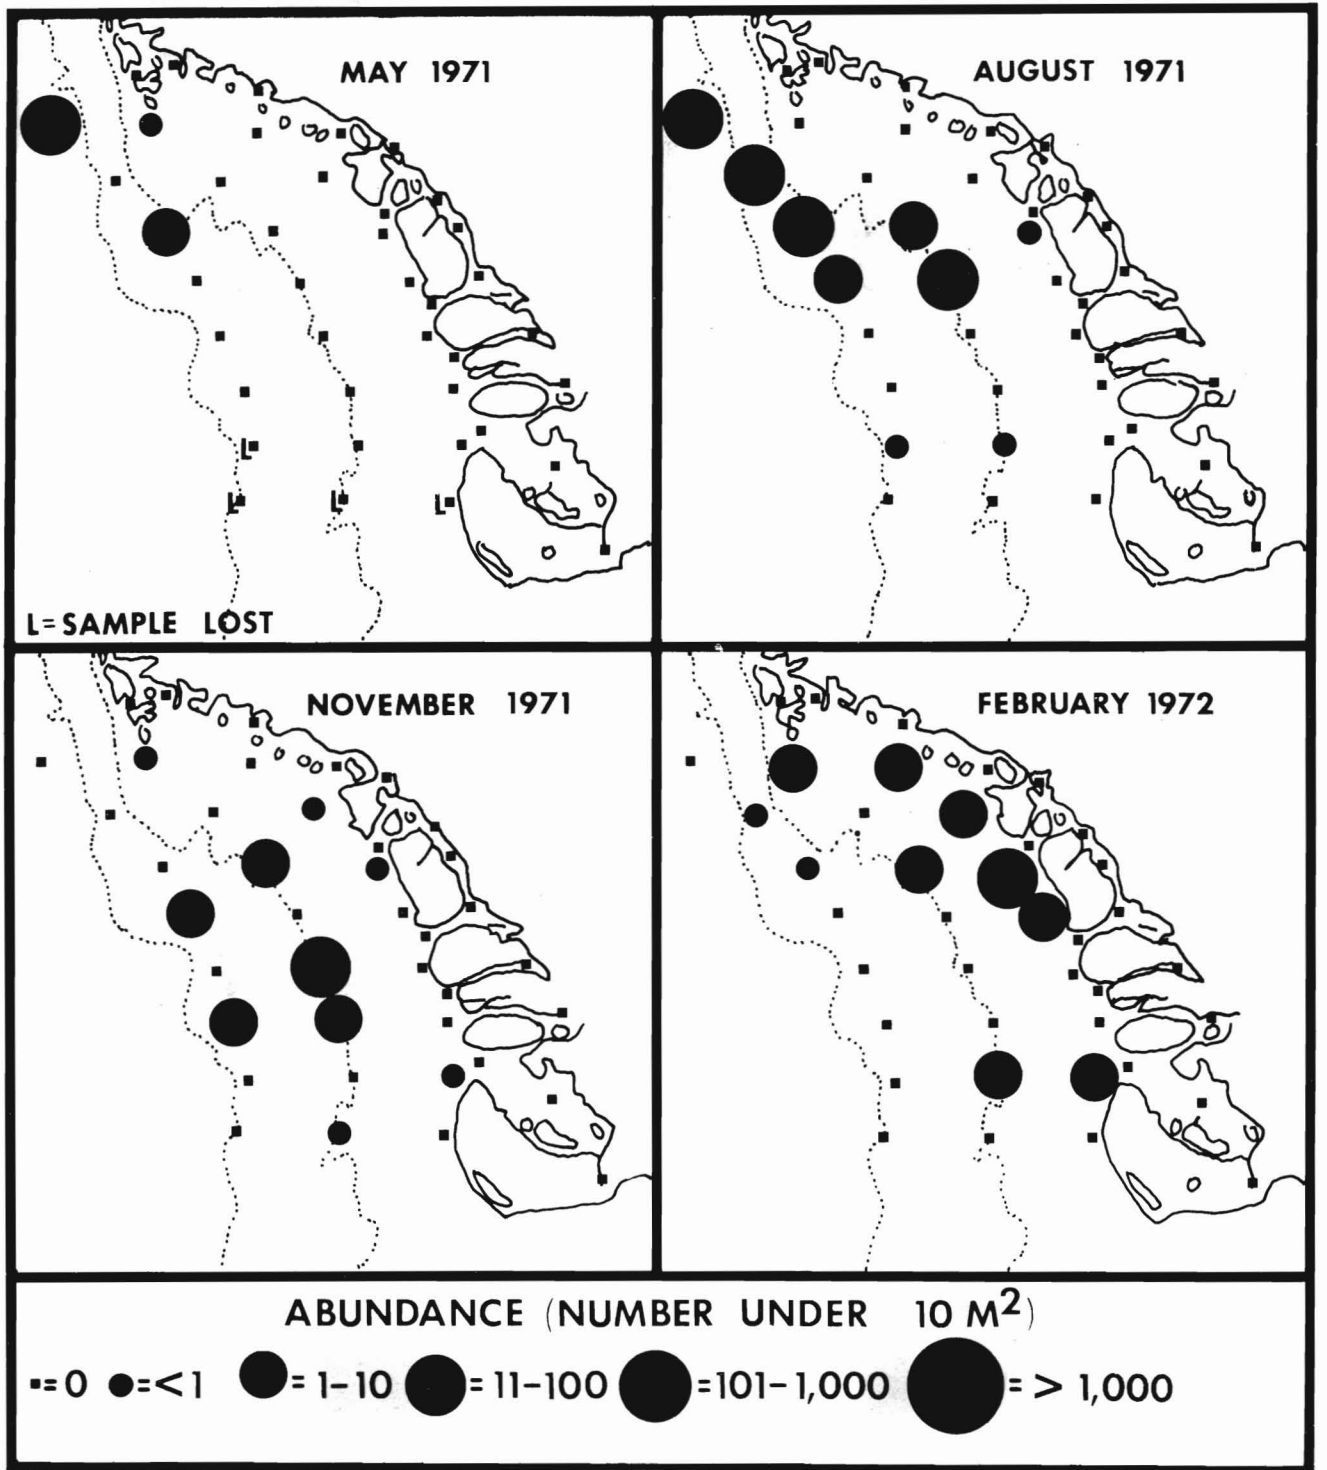 MAY 1971
AUGUST 1971
L
L
L
L
L=SAMPLE LOST
NOVEMBER 1971
FEBRUARY 1972
ABUNDANCE (NUMBER UNDER 10 M²)
=0 =<1 =1-10 =11-100 =101-1,000 => 1,000